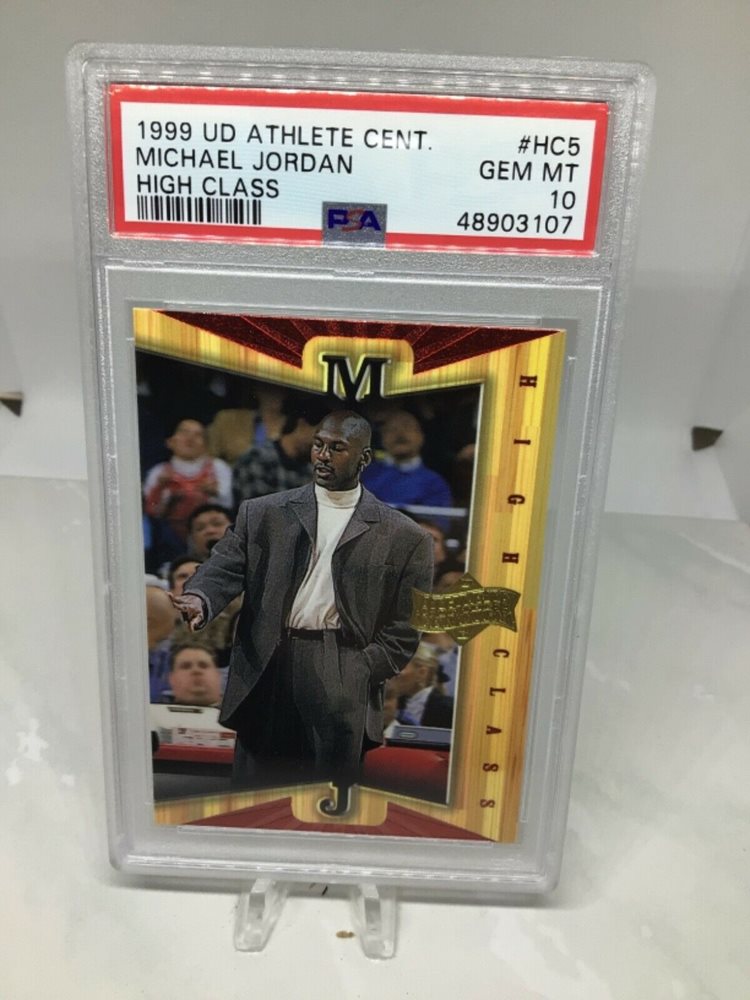 1999 UD ATHLETE CENT.
#HC5
MICHAEL JORDAN
GEM MT
HIGH CLASS
10
PSA
48903107
M
HIGH CLASS
J